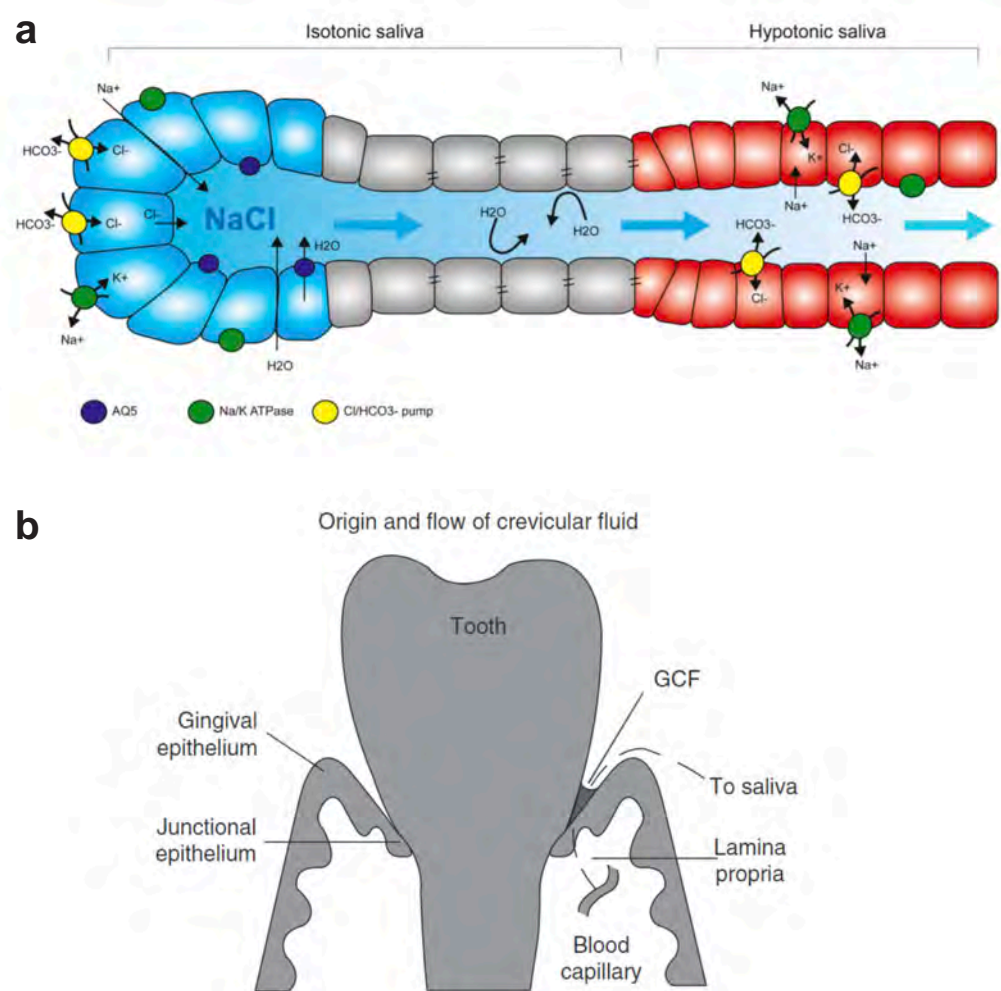 a
Isotonic saliva
Hypotonic saliva
Na+
HCO3-
Cl-
HCO3-
Cl-
Cl-
NaCl
K+
Na+
H2O
H2O
H2O
H2O
Na+
K+
Na+
Cl-
HCO3-
HCO3-
Cl-
Na+
K+
Na+
AQ5
Na/K ATPase
Cl/HCO3- pump
b
Origin and flow of crevicular fluid
Tooth
GCF
Gingival
epithelium
To saliva
Junctional
epithelium
Lamina
propria
Blood
capillary